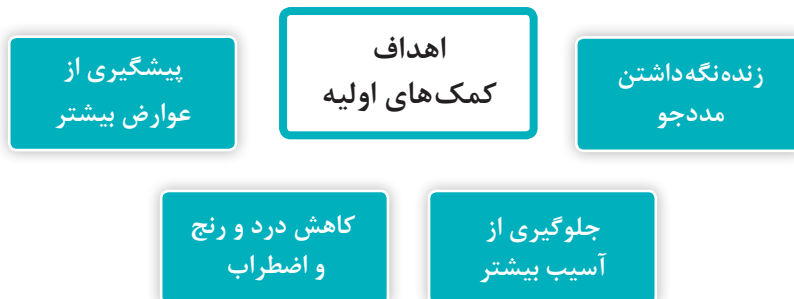 اهداف
کمک‌های اولیه
زنده‌نگه‌داشتن
مددجو
پیشگیری از
عوارض بیشتر
جلوگیری از
آسیب بیشتر
کاهش درد و رنج
و اضطراب